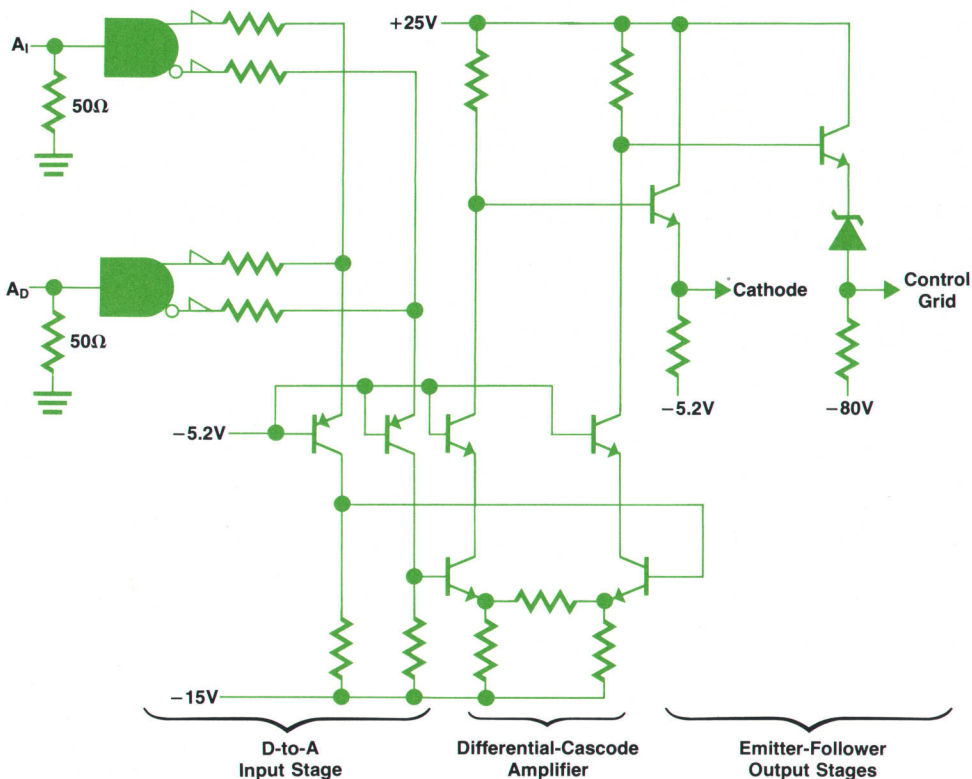 +25V
A_I
50Ω
A_D
50Ω
Cathode
Control
Grid
−5.2V
−80V
−5.2V
−15V
D-to-A
Input Stage
Differential-Cascode
Amplifier
Emitter-Follower
Output Stages